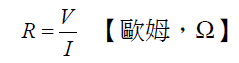 R = V/I 【歐姆，Ω】